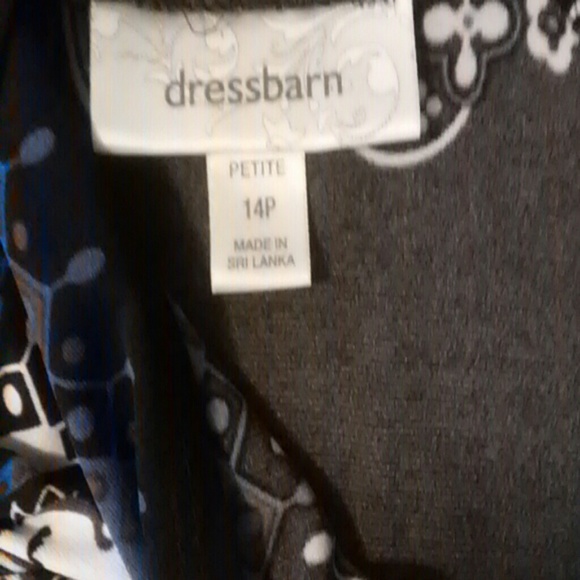 dressbarn
PETITE
14P
MADE IN
SRI LANKA